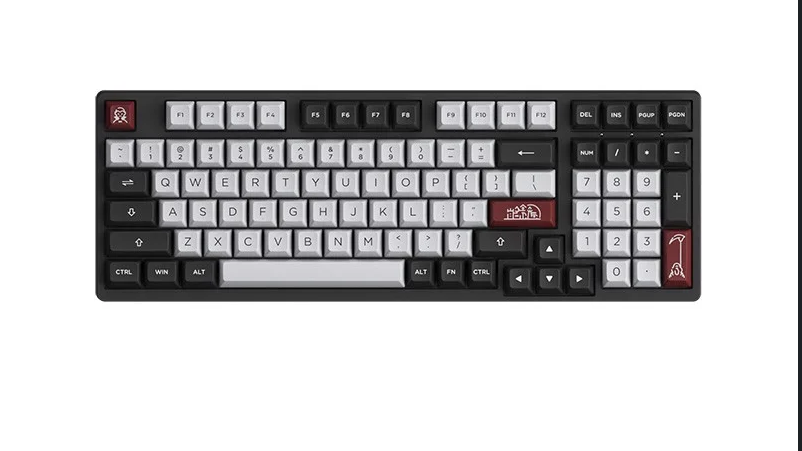 F1 F2 F3 F4 F5 F6 F7 F8 F9 F10 F11 F12 DEL INS PGUP PGDN
~ ! 1 @ 2 # 3 $ 4 % 5 ^ 6 & 7 * 8 ( 9 ) 0 — - + = NUM / * -
Q W E R T Y U I O P { [ } ] | \ 7 8 9 +
A S D F G H J K L : ; 4 5 6
Z X C V B N M < , > . ? / 1 2 3
CTRL WIN ALT ALT FN CTRL 0 .